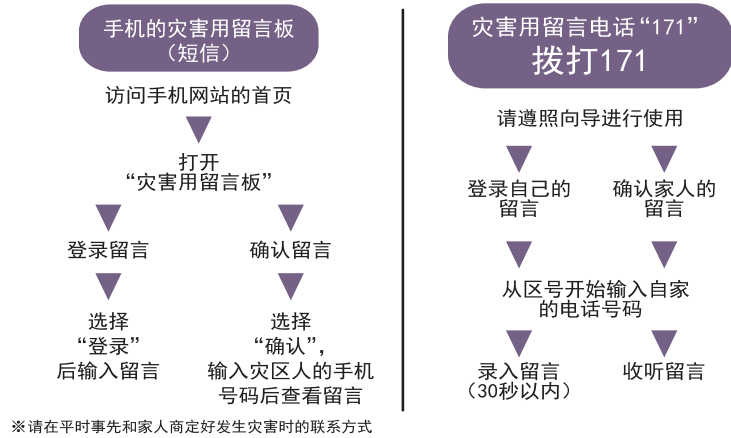 手机的灾害用留言板
（短信）
访问手机网站的首页
打开
“灾害用留言板”
登录留言
确认留言
选择
“登录”
后输入留言
选择
“确认”，
输入灾区人的手机
号码后查看留言
※请在平时事先和家人商定好发生灾害时的联系方式
灾害用留言电话“171”
拨打171
请遵照向导进行使用
登录自己的
留言
确认家人的
留言
从区号开始输入自家
的电话号码
录入留言
（30秒以内）
收听留言